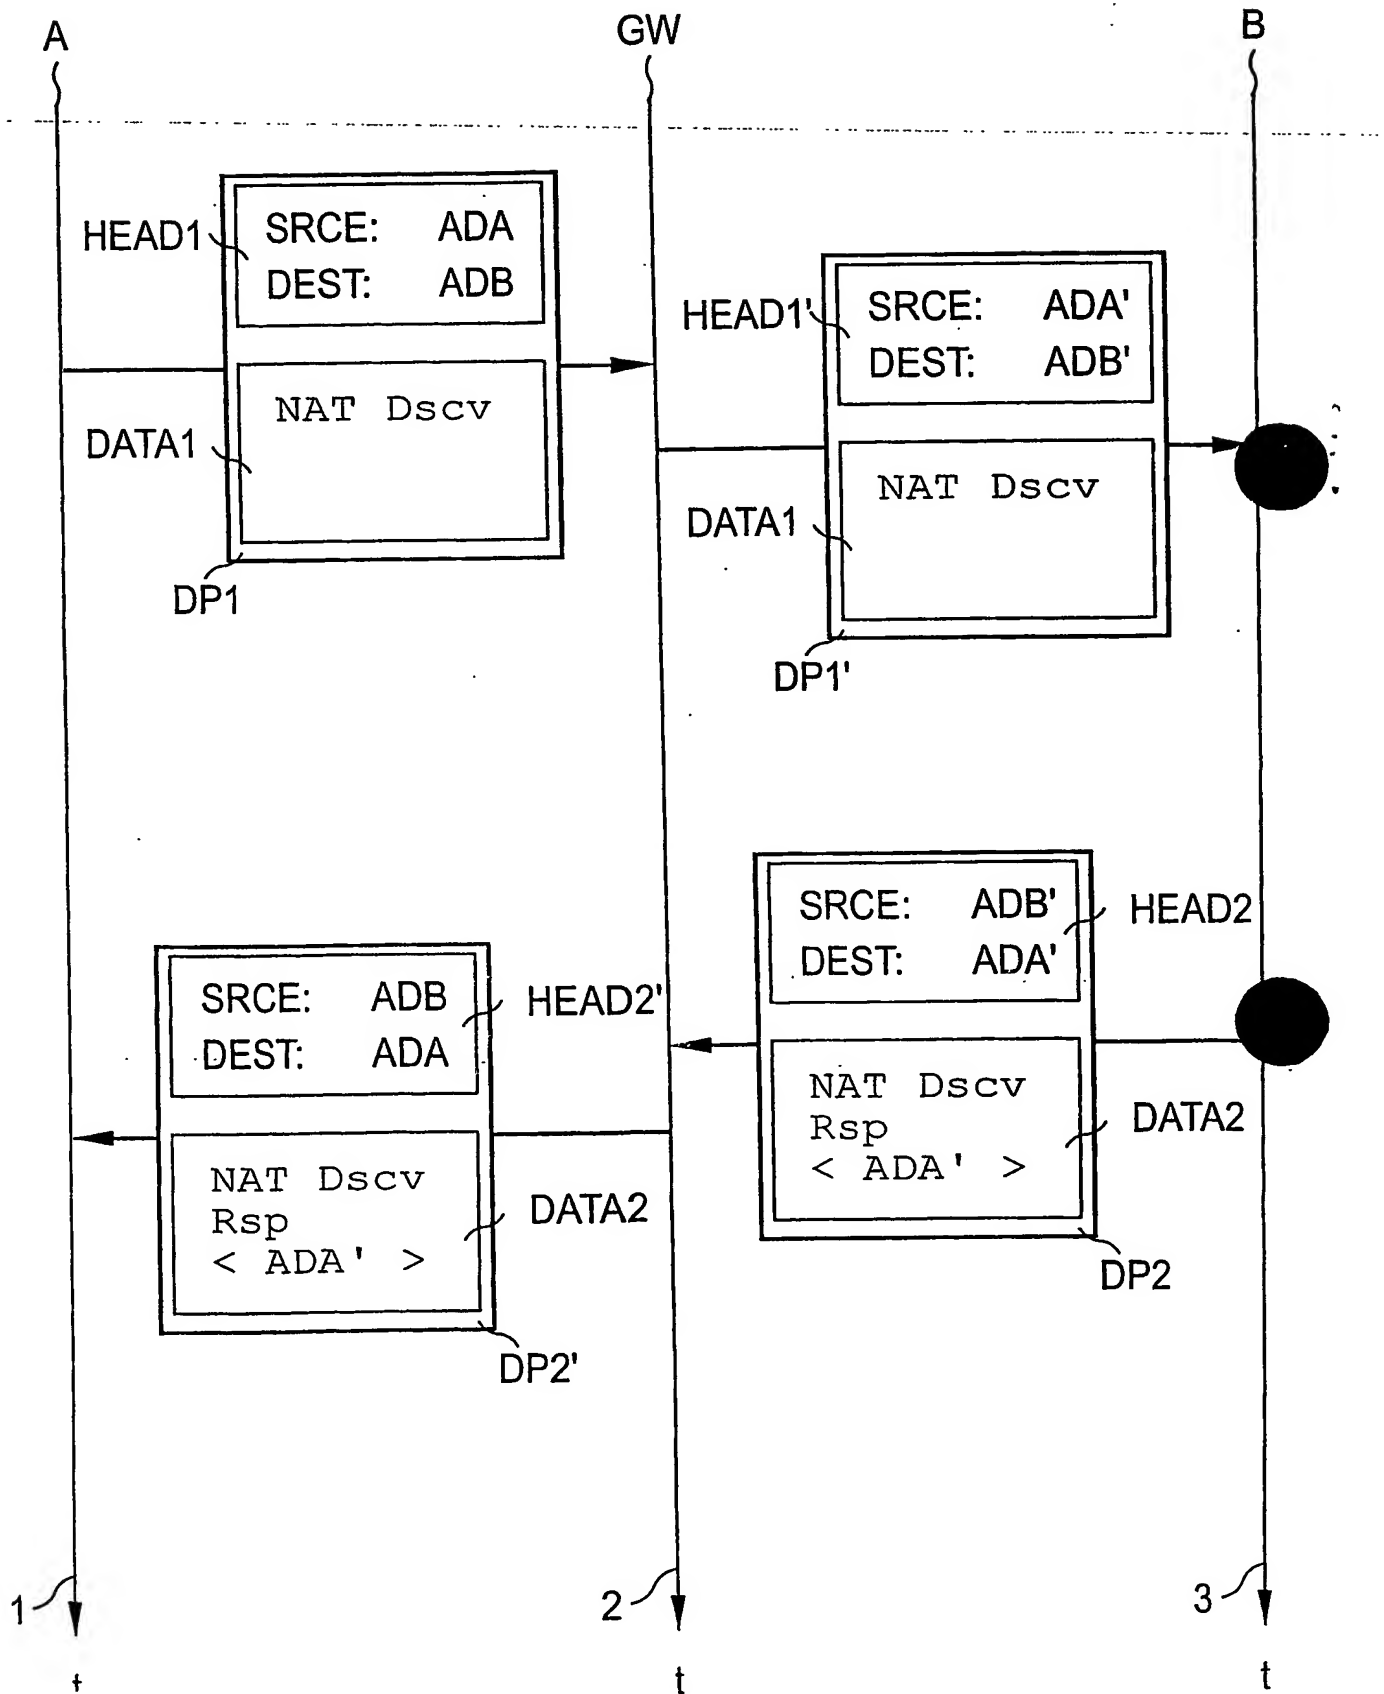 A
GW
B
HEAD1
SRCE: ADA
DEST: ADB
HEAD1'
SRCE: ADA'
DEST: ADB'
DATA1
NAT Dscv
DATA1
NAT Dscv
DP1
DP1'
SRCE: ADB'
DEST: ADA'
HEAD2
SRCE: ADB
DEST: ADA
HEAD2'
NAT Dscv
Rsp
< ADA' >
DATA2
NAT Dscv
Rsp
< ADA' >
DATA2
DP2
DP2'
1
2
3
t
t
t